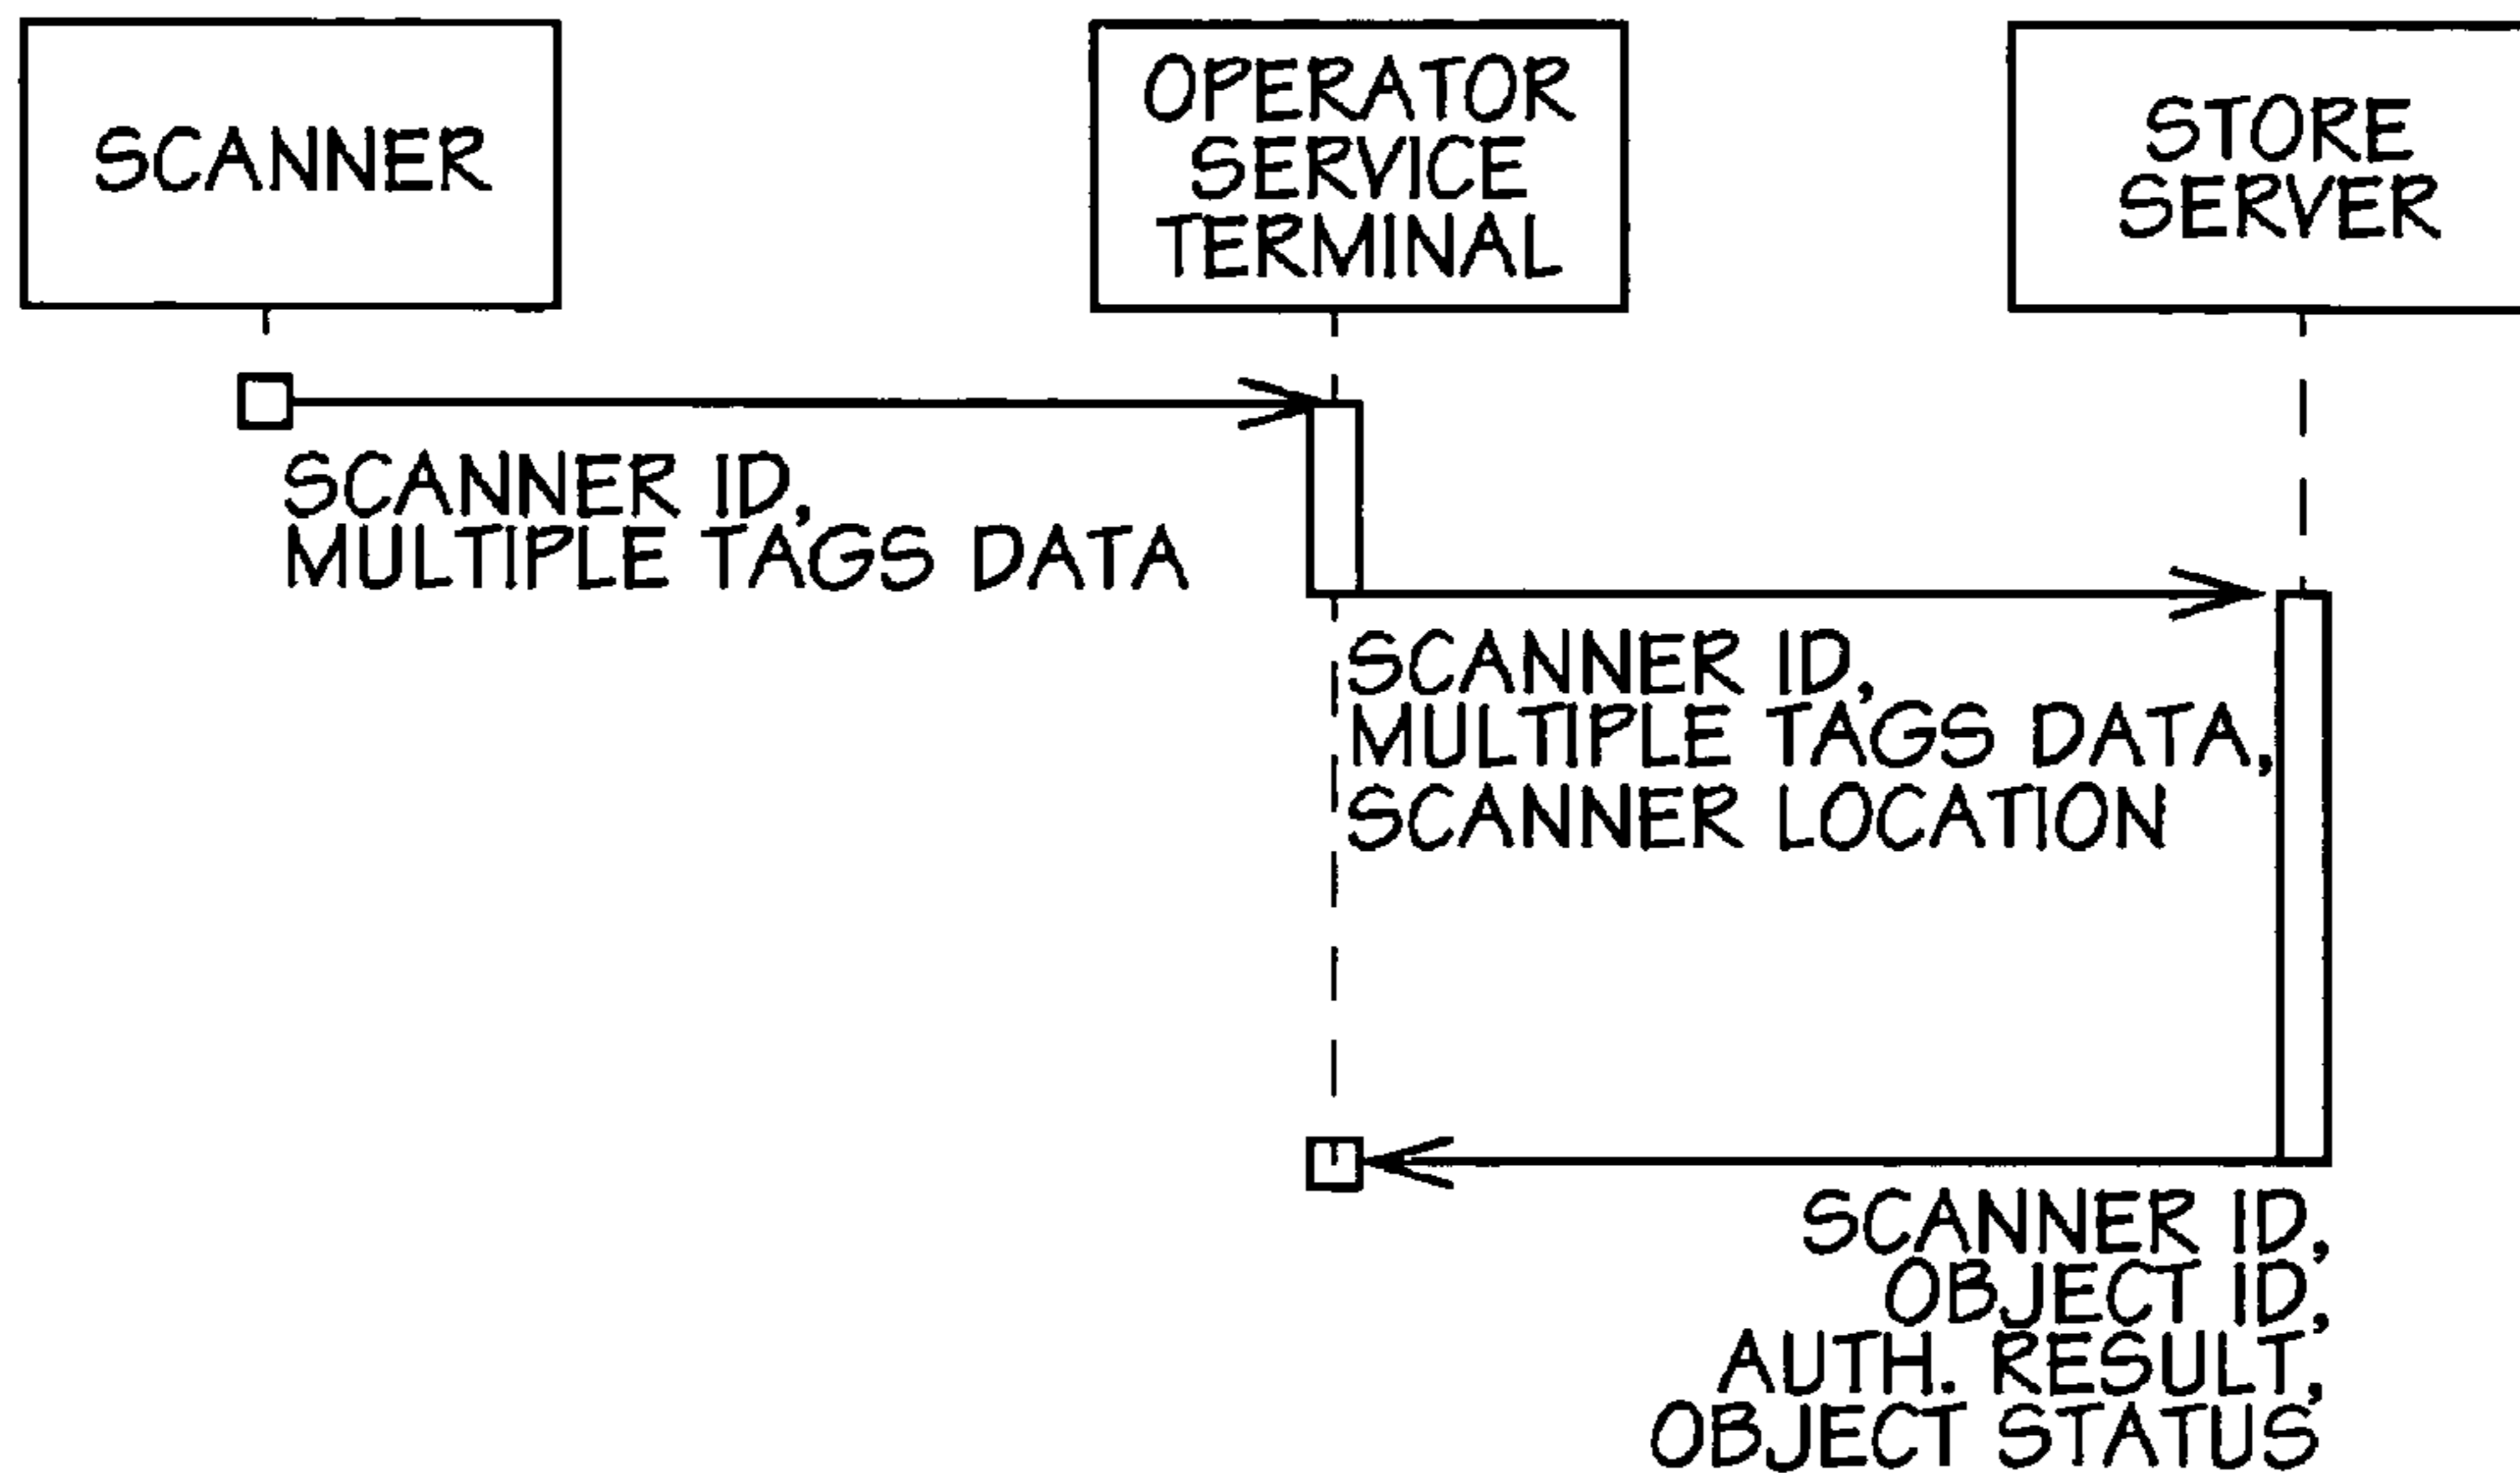 SCANNER
OPERATOR
SERVICE
TERMINAL
STORE
SERVER
SCANNER ID,
MULTIPLE TAGS DATA
SCANNER ID,
MULTIPLE TAGS DATA,
SCANNER LOCATION
SCANNER ID,
OBJECT ID,
AUTH. RESULT,
OBJECT STATUS